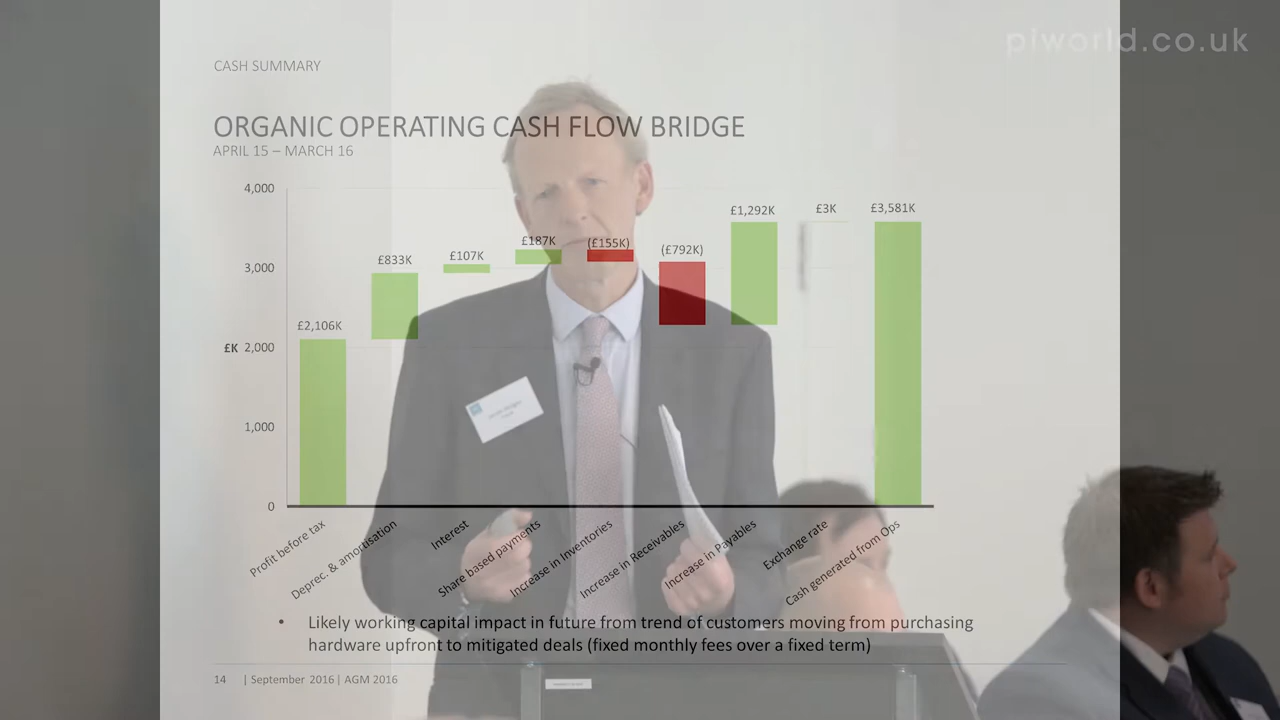 piworld.co.uk
CASH SUMMARY
ORGANIC OPERATING CASH FLOW BRIDGE
APRIL 15 – MARCH 16
4,000
3,000
£K 2,000
1,000
0
£2,106K
£833K
£107K
£187K
(£155K)
(£792K)
£1,292K
£3K
£3,581K
Profit before tax
Deprec. & amortisation
Interest
Share based payments
Increase in Inventories
Increase in Receivables
Increase in Payables
Exchange rate
Cash generated from Ops
• Likely working capital impact in future from trend of customers moving from purchasing
hardware upfront to mitigated deals (fixed monthly fees over a fixed term)
14 | September 2016 | AGM 2016